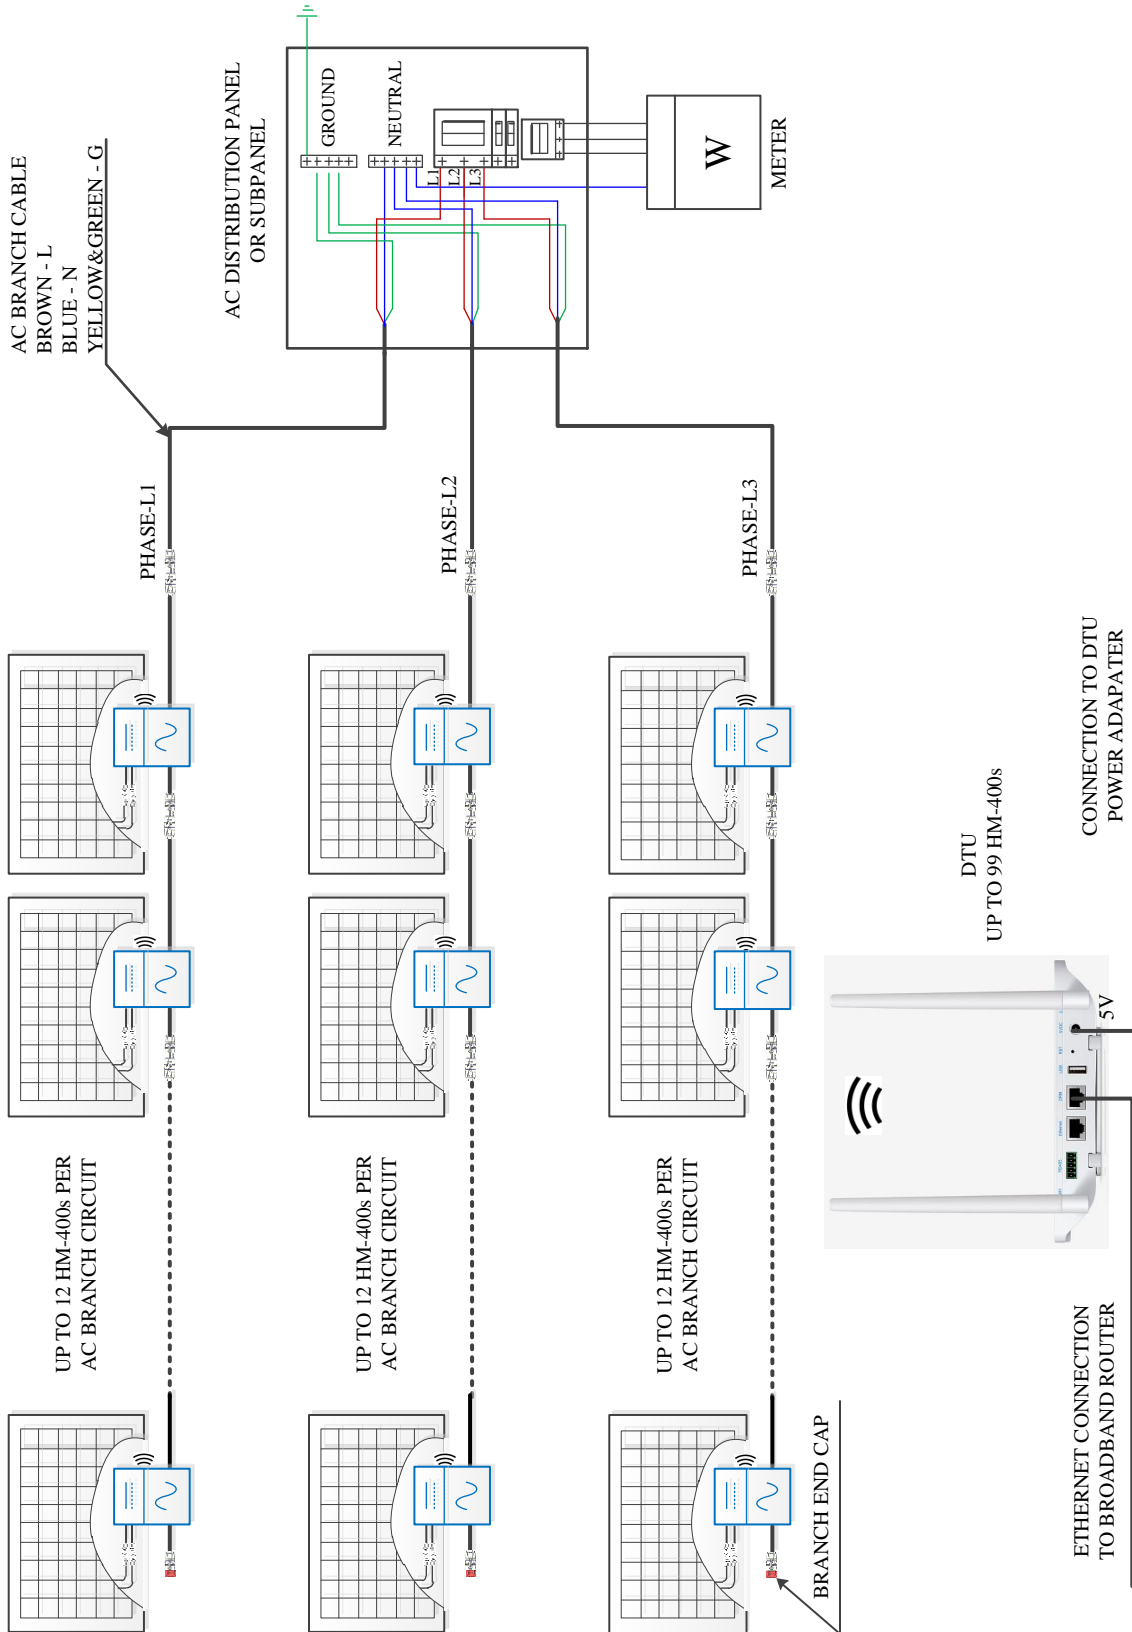 AC BRANCH CABLE
BROWN - L
BLUE - N
YELLOW&GREEN - G
AC DISTRIBUTION PANEL
OR SUBPANEL
GROUND
NEUTRAL
L1
L2
L3
W
METER
PHASE-L1
PHASE-L2
PHASE-L3
UP TO 12 HM-400s PER
AC BRANCH CIRCUIT
UP TO 12 HM-400s PER
AC BRANCH CIRCUIT
UP TO 12 HM-400s PER
AC BRANCH CIRCUIT
BRANCH END CAP
DTU
UP TO 99 HM-400s
CONNECTION TO DTU
POWER ADAPATER
5V
ETHERNET CONNECTION
TO BROADBAND ROUTER